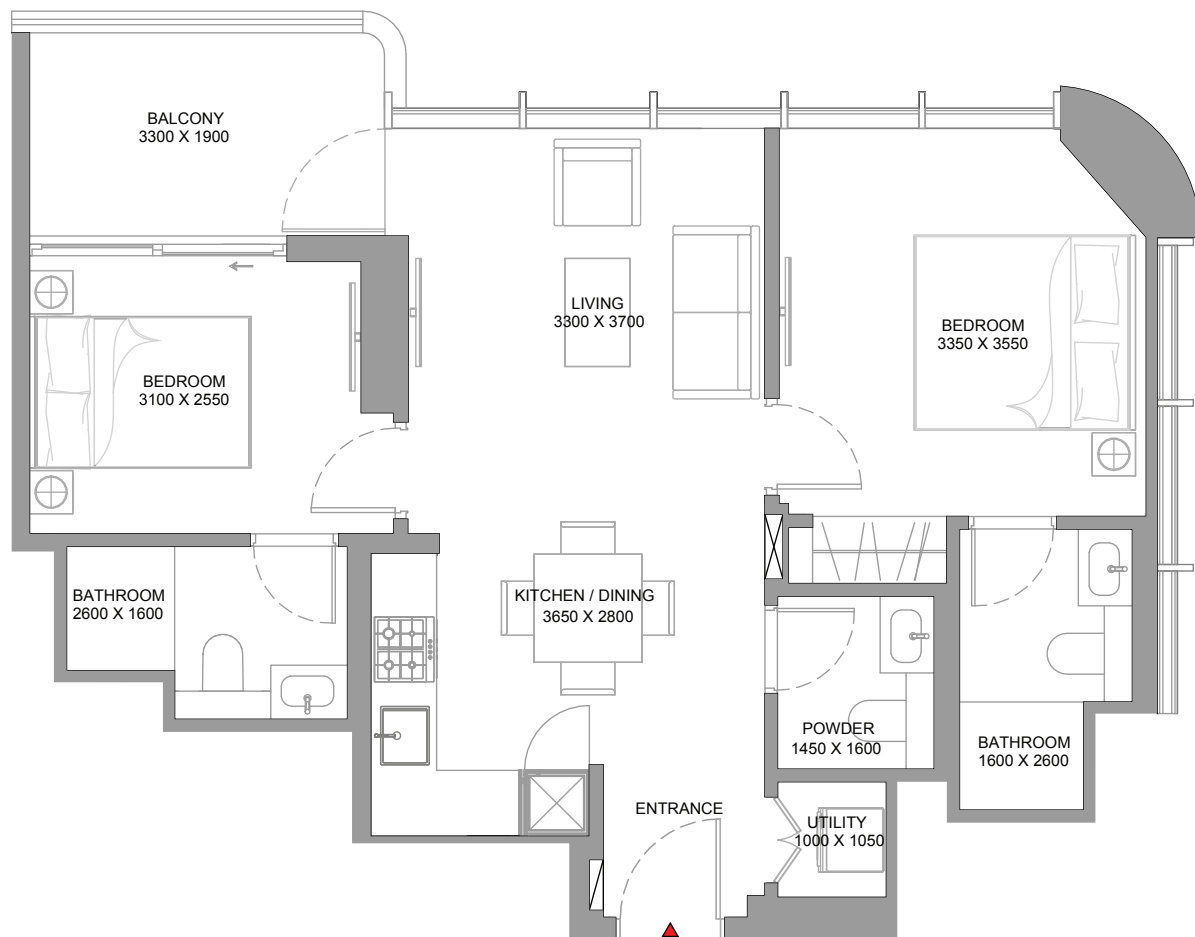 BALCONY
3300 X 1900
LIVING
3300 X 3700
BEDROOM
3350 X 3550
BEDROOM
3100 X 2550
BATHROOM
2600 X 1600
KITCHEN / DINING
3650 X 2800
POWDER
1450 X 1600
BATHROOM
1600 X 2600
ENTRANCE
UTILITY
1000 X 1050